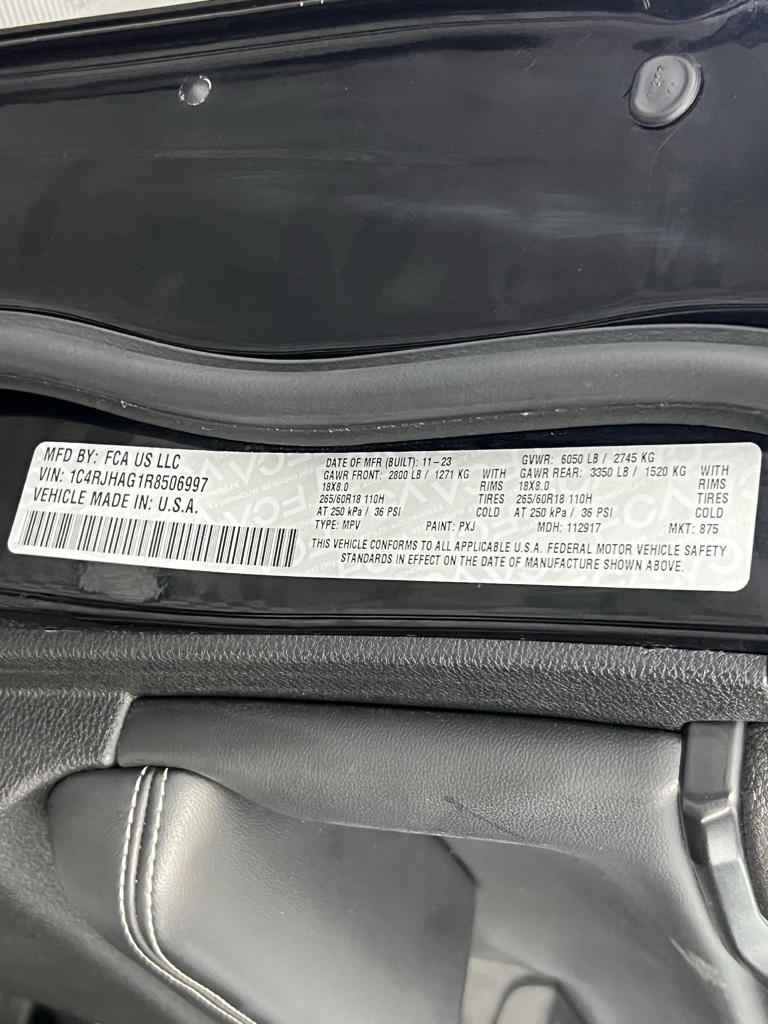 MFD BY: FCA US LLC
VIN: 1C4RJHAG1R8506997
VEHICLE MADE IN: U.S.A.
DATE OF MFR (BUILT): 11-23 GVWR: 6050 LB / 2745 KG
GAWR FRONT: 2800 LB / 1271 KG WITH GAWR REAR: 3350 LB / 1520 KG WITH
18X8.0 RIMS 18X8.0 RIMS
265/60R18 110H TIRES 265/60R18 110H TIRES
AT 250 kPa / 36 PSI COLD AT 250 kPa / 36 PSI COLD
TYPE: MPV PAINT: PXJ MDH: 112917 MKT: 875
THIS VEHICLE CONFORMS TO ALL APPLICABLE U.S.A. FEDERAL MOTOR VEHICLE SAFETY
STANDARDS IN EFFECT ON THE DATE OF MANUFACTURE SHOWN ABOVE.